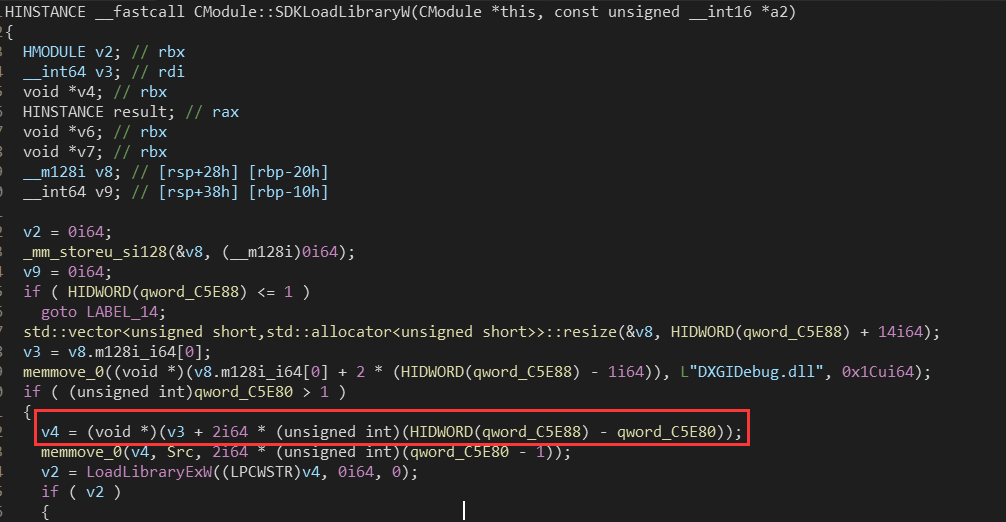 HINSTANCE __fastcall CModule::SDKLoadLibraryW(CModule *this, const unsigned __int16 *a2)
{
HMODULE v2; // rbx
__int64 v3; // rdi
void *v4; // rbx
HINSTANCE result; // rax
void *v6; // rbx
void *v7; // rbx
__m128i v8; // [rsp+28h] [rbp-20h]
__int64 v9; // [rsp+38h] [rbp-10h]
v2 = 0i64;
_mm_storeu_si128(&v8, (__m128i)0i64);
v9 = 0i64;
if ( HIDWORD(qword_C5E88) <= 1 )
goto LABEL_14;
std::vector<unsigned short,std::allocator<unsigned short>>::resize(&v8, HIDWORD(qword_C5E88) + 14i64);
v3 = v8.m128i_i64[0];
memmove_0((void *)(v8.m128i_i64[0] + 2 * (HIDWORD(qword_C5E88) - 1i64)), L"DXGIDebug.dll", 0x1Cui64);
if ( (unsigned int)qword_C5E80 > 1 )
{
v4 = (void *)(v3 + 2i64 * (unsigned int)(HIDWORD(qword_C5E88) - qword_C5E80));
memmove_0(v4, Src, 2i64 * (unsigned int)(qword_C5E80 - 1));
v2 = LoadLibraryExW((LPCWSTR)v4, 0i64, 0);
if ( v2 )
{